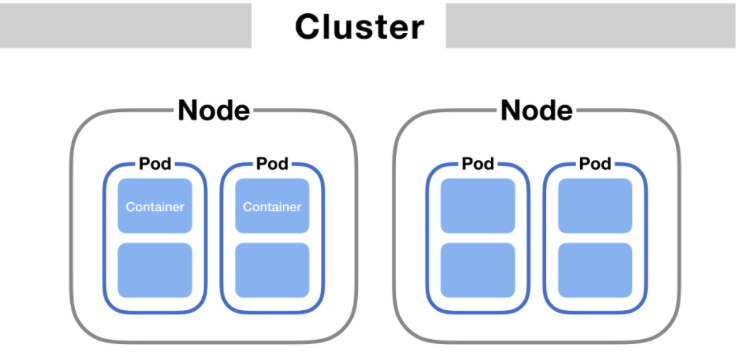 Cluster
Node Node
Pod Pod Pod Pod
Container Container